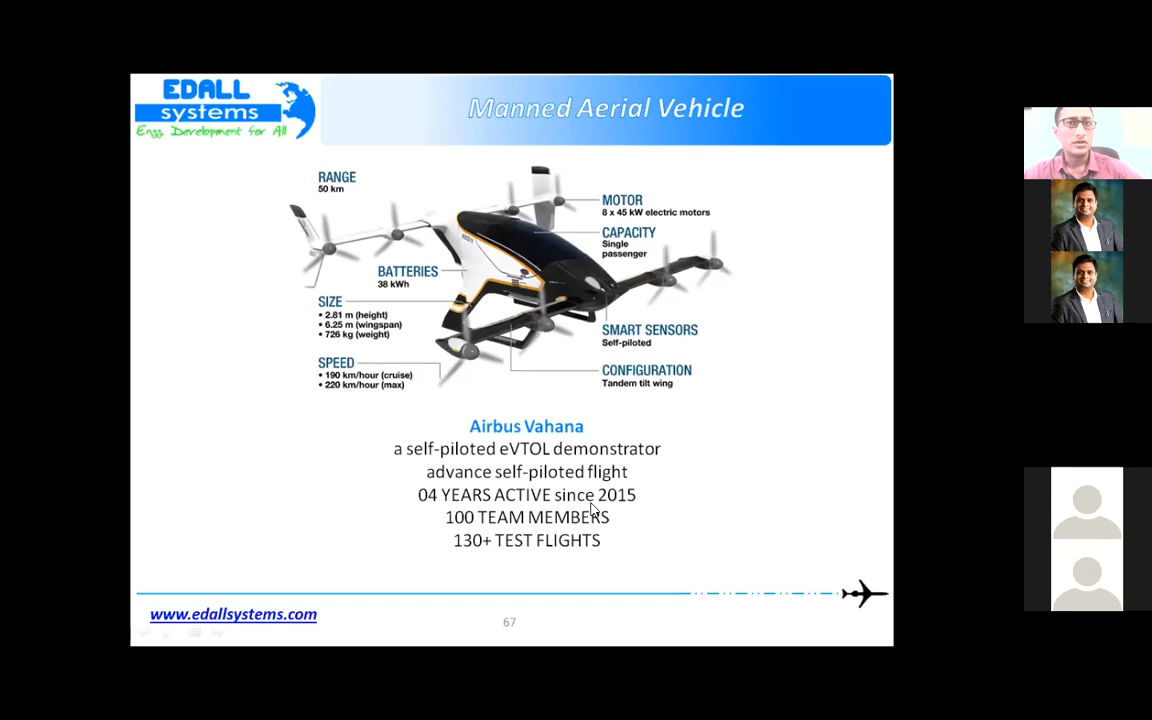 EDALL
systems
Engg. Development for All
Manned Aerial Vehicle
RANGE
50 km
MOTOR
8 x 45 kW electric motors
CAPACITY
Single
passenger
BATTERIES
38 kWh
SIZE
• 2.81 m (height)
• 6.25 m (wingspan)
• 726 kg (weight)
SMART SENSORS
Self-piloted
SPEED
• 190 km/hour (cruise)
• 220 km/hour (max)
CONFIGURATION
Tandem tilt wing
Airbus Vahana
a self-piloted eVTOL demonstrator
advance self-piloted flight
04 YEARS ACTIVE since 2015
100 TEAM MEMBERS
130+ TEST FLIGHTS
www.edallsystems.com
67